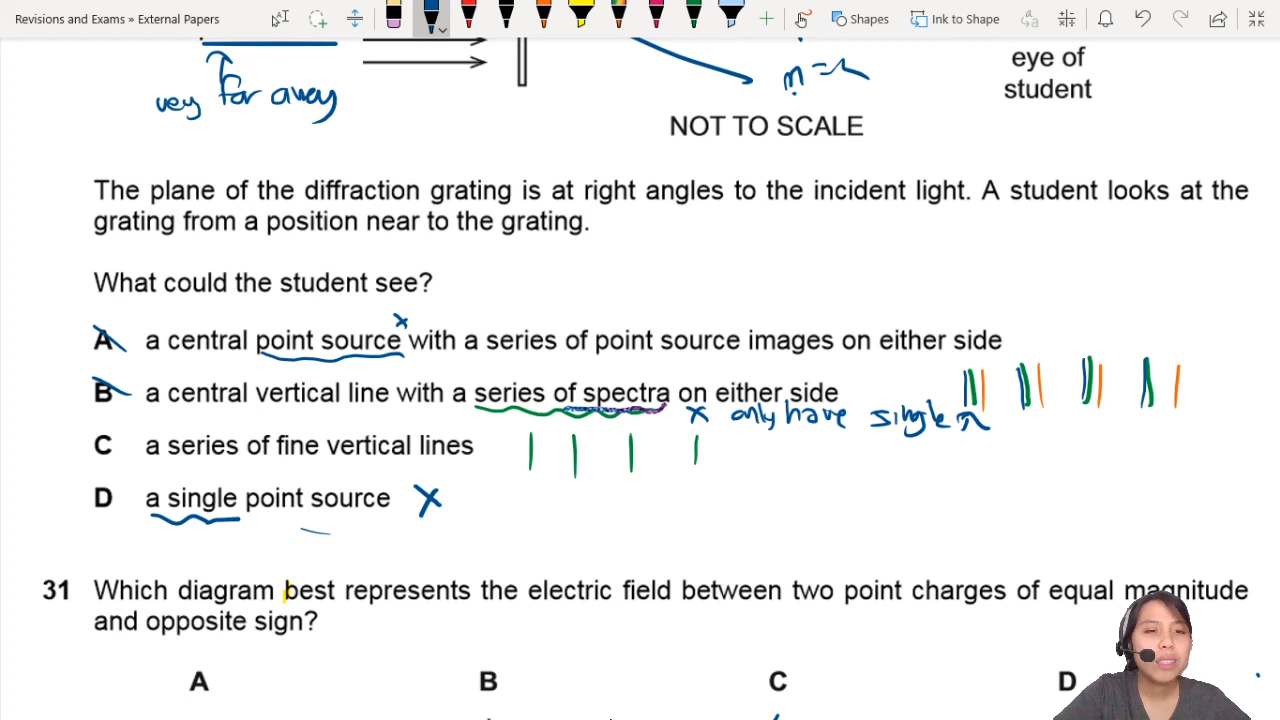 Revisions and Exams » External Papers
Shapes
Ink to Shape
very far away
eye of
student
NOT TO SCALE
The plane of the diffraction grating is at right angles to the incident light. A student looks at the
grating from a position near to the grating.
What could the student see?
A a central point source with a series of point source images on either side
B a central vertical line with a series of spectra on either side
x only have single λ
C a series of fine vertical lines
D a single point source
31 Which diagram best represents the electric field between two point charges of equal magnitude
and opposite sign?
A B C D